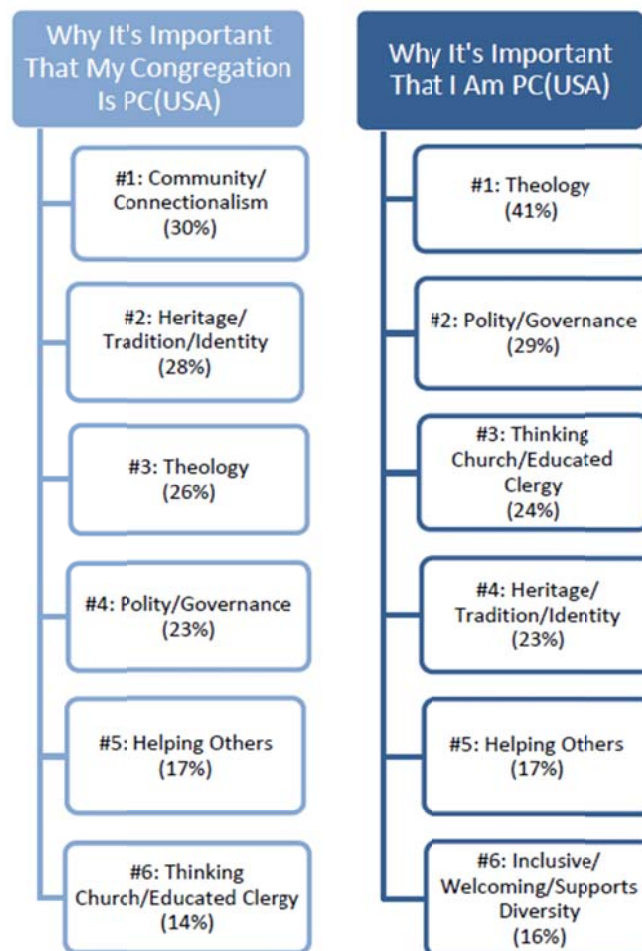 Why It's Important
That My Congregation
Is PC(USA)
#1: Community/
Connectionalism
(30%)
#2: Heritage/
Tradition/Identity
(28%)
#3: Theology
(26%)
#4: Polity/Governance
(23%)
#5: Helping Others
(17%)
#6: Thinking
Church/Educated Clergy
(14%)
Why It's Important
That I Am PC(USA)
#1: Theology
(41%)
#2: Polity/Governance
(29%)
#3: Thinking
Church/Educated
Clergy
(24%)
#4: Heritage/
Tradition/Identity
(23%)
#5: Helping Others
(17%)
#6: Inclusive/
Welcoming/Supports
Diversity
(16%)